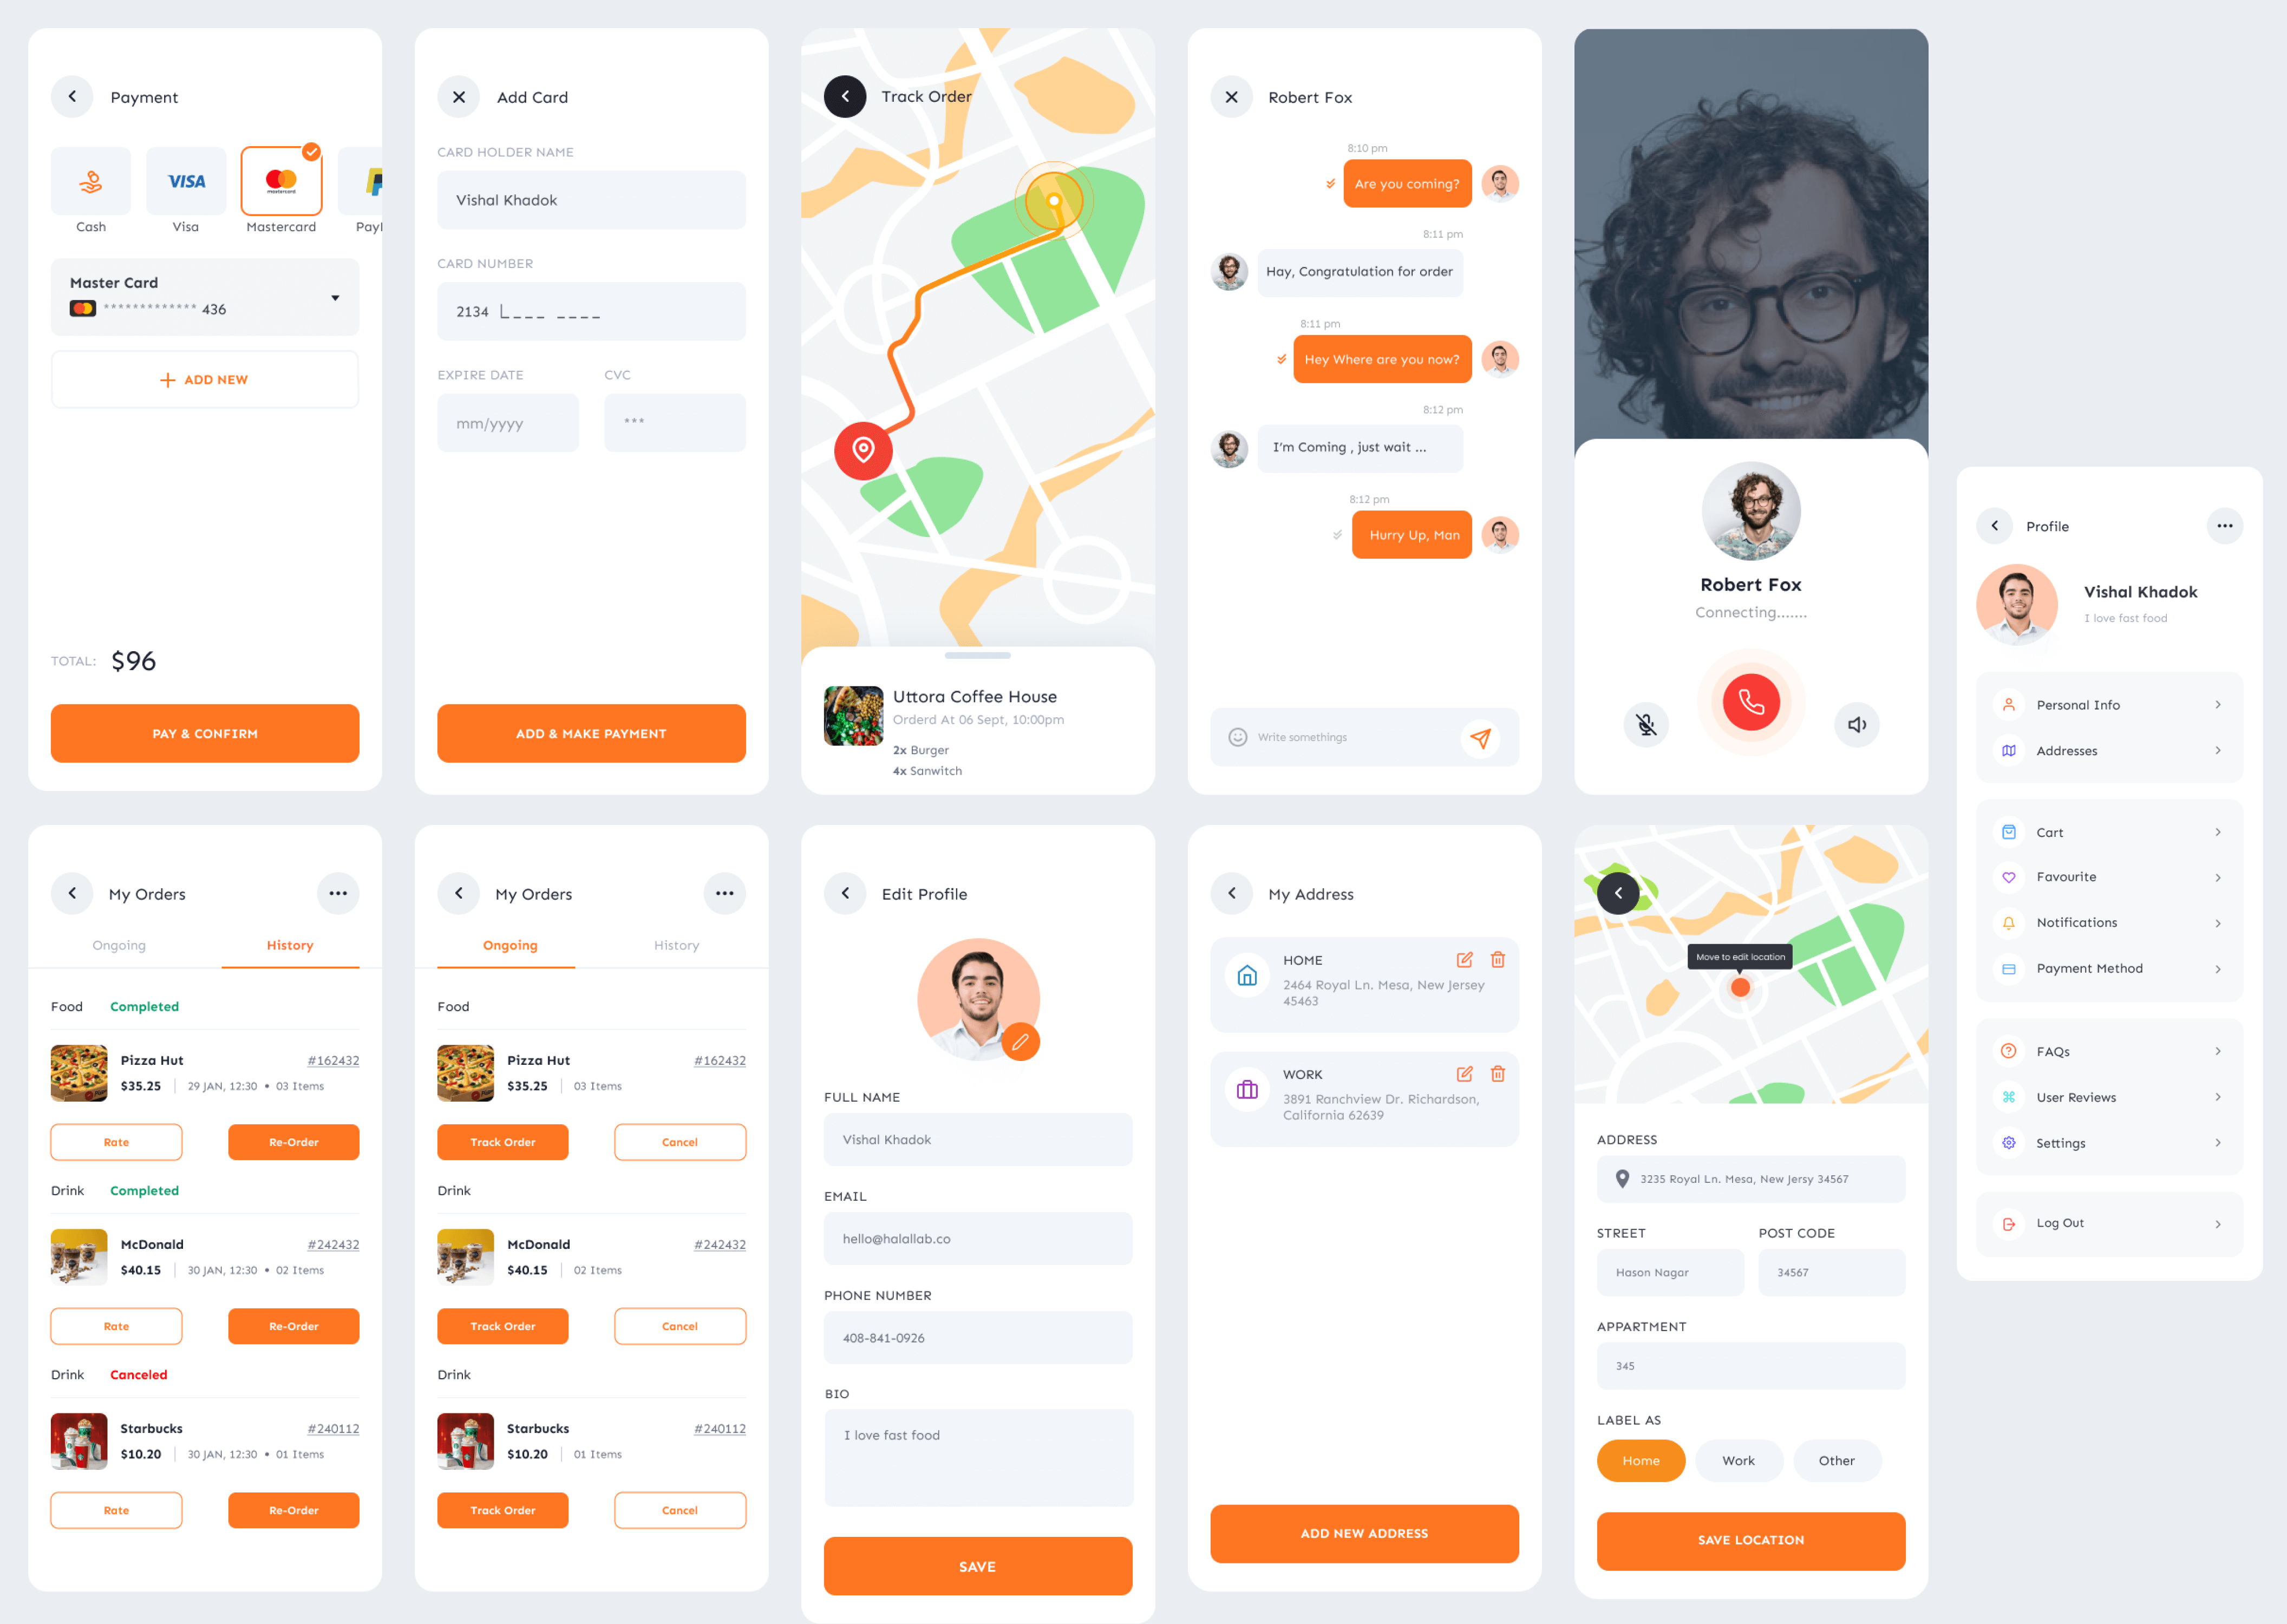 Payment
VISA
mastercard
Cash
Visa
Mastercard
Payl
Master Card
************* 436
ADD NEW
TOTAL: $96
PAY & CONFIRM
Add Card
CARD HOLDER NAME
Vishal Khadok
CARD NUMBER
2134 ____ ____
EXPIRE DATE
CVC
mm/yyyy
***
ADD & MAKE PAYMENT
Track Order
Uttora Coffee House
Orderd At 06 Sept, 10:00pm
2x Burger
4x Sanwitch
Robert Fox
8:10 pm
Are you coming?
8:11 pm
Hay, Congratulation for order
8:11 pm
Hey Where are you now?
8:12 pm
I'm Coming , just wait ...
8:12 pm
Hurry Up, Man
Write somethings
Robert Fox
Connecting.......
Profile
Vishal Khadok
I love fast food
Personal Info
Addresses
Cart
Favourite
Notifications
Payment Method
FAQs
User Reviews
Settings
Log Out
My Orders
Ongoing
History
Food Completed
Pizza Hut #162432
$35.25 29 JAN, 12:30 • 03 Items
Rate
Re-Order
Drink Completed
McDonald #242432
$40.15 30 JAN, 12:30 • 02 Items
Rate
Re-Order
Drink Canceled
Starbucks #240112
$10.20 30 JAN, 12:30 • 01 Items
Rate
Re-Order
My Orders
Ongoing
History
Food
Pizza Hut #162432
$35.25 03 Items
Track Order
Cancel
Drink
McDonald #242432
$40.15 02 Items
Track Order
Cancel
Drink
Starbucks #240112
$10.20 01 Items
Track Order
Cancel
Edit Profile
FULL NAME
Vishal Khadok
EMAIL
hello@halallab.co
PHONE NUMBER
408-841-0926
BIO
I love fast food
SAVE
My Address
HOME
2464 Royal Ln. Mesa, New Jersey
45463
WORK
3891 Ranchview Dr. Richardson,
California 62639
ADD NEW ADDRESS
Move to edit location
ADDRESS
3235 Royal Ln. Mesa, New Jersy 34567
STREET
POST CODE
Hason Nagar
34567
APPARTMENT
345
LABEL AS
Home
Work
Other
SAVE LOCATION